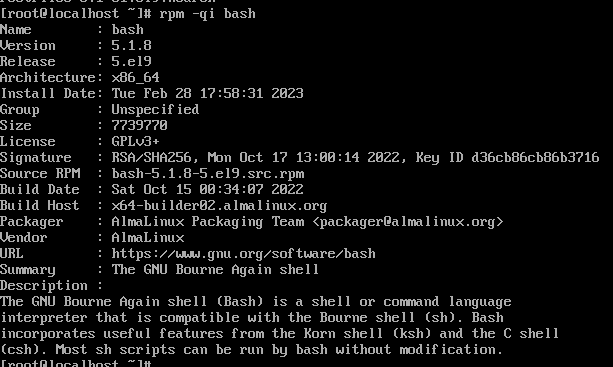 [root@localhost ~]# rpm -qi bash
Name        : bash
Version     : 5.1.8
Release     : 5.el9
Architecture: x86_64
Install Date: Tue Feb 28 17:58:31 2023
Group       : Unspecified
Size        : 7739770
License     : GPLv3+
Signature   : RSA/SHA256, Mon Oct 17 13:00:14 2022, Key ID d36cb86cb86b3716
Source RPM  : bash-5.1.8-5.el9.src.rpm
Build Date  : Sat Oct 15 00:34:07 2022
Build Host  : x64-builder02.almalinux.org
Packager    : AlmaLinux Packaging Team <packager@almalinux.org>
Vendor      : AlmaLinux
URL         : https://www.gnu.org/software/bash
Summary     : The GNU Bourne Again shell
Description :
The GNU Bourne Again shell (Bash) is a shell or command language
interpreter that is compatible with the Bourne shell (sh). Bash
incorporates useful features from the Korn shell (ksh) and the C shell
(csh). Most sh scripts can be run by bash without modification.
[root@localhost ~]#